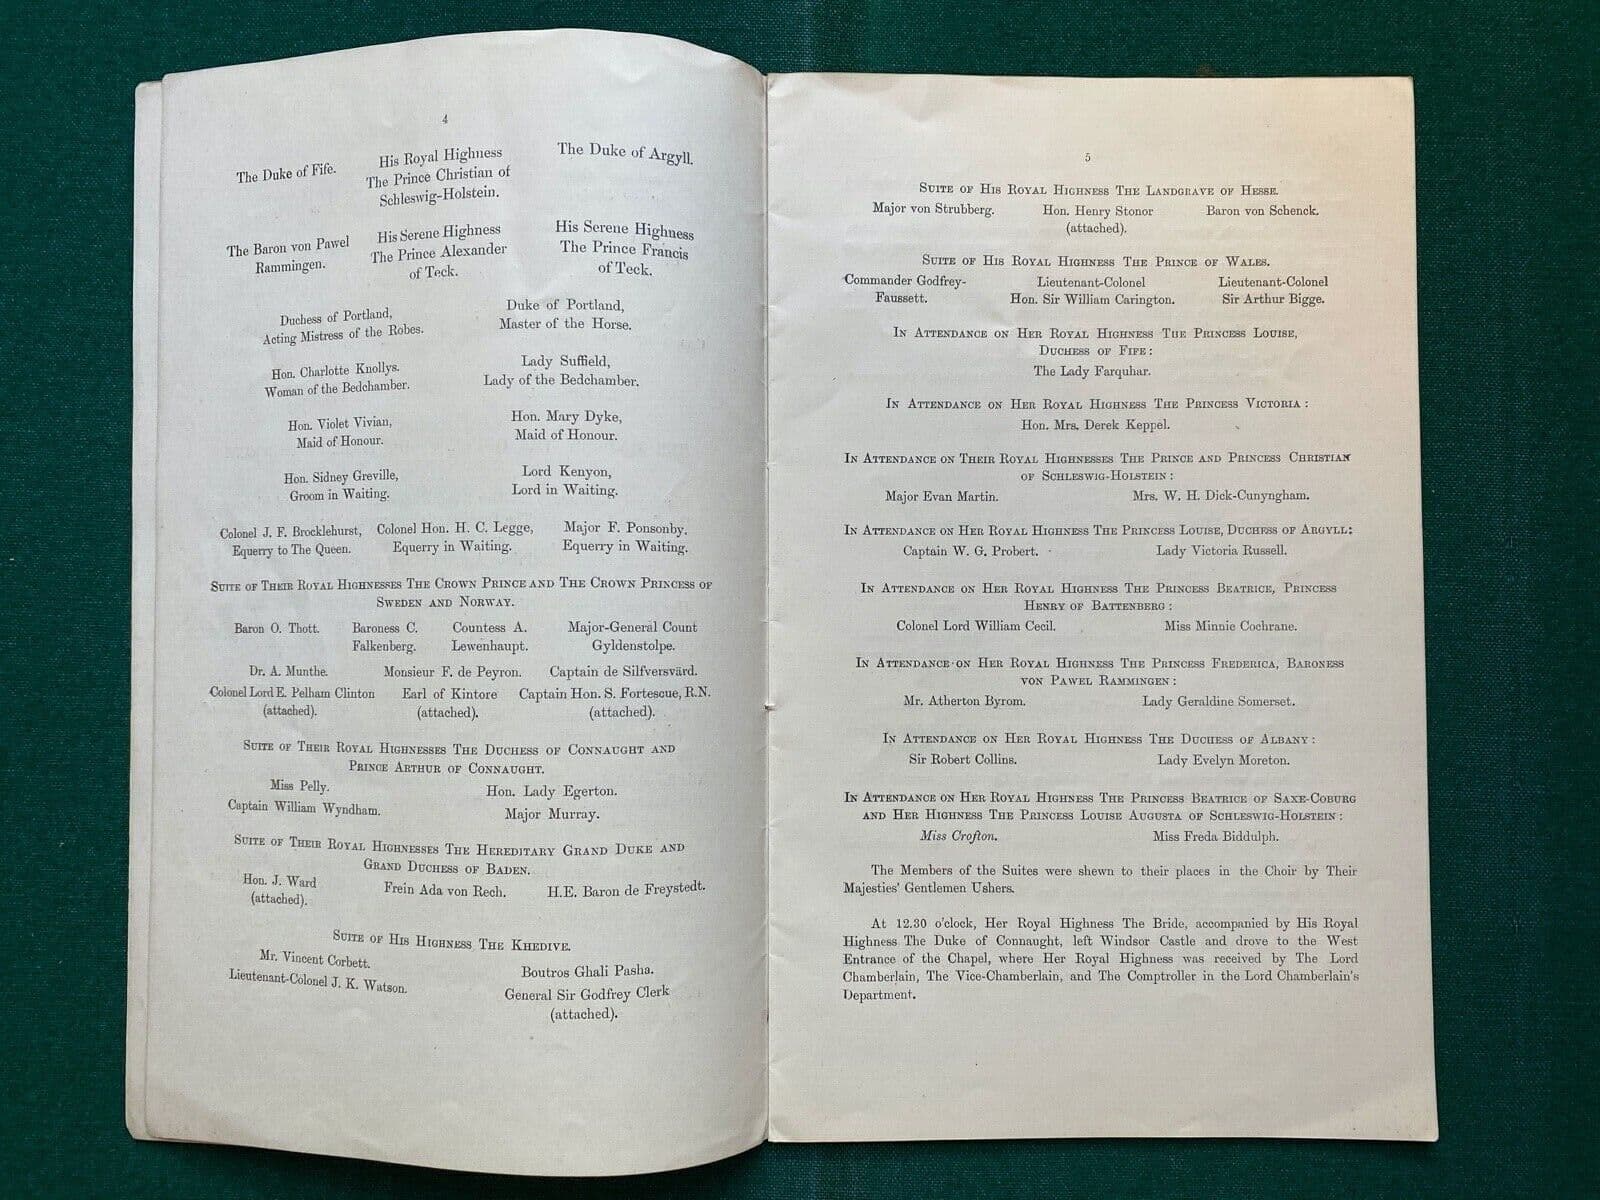 4
The Duke of Fife.
His Royal Highness
The Prince Christian of
Schleswig-Holstein.
The Duke of Argyll.
The Baron von Pawel
Rammingen.
His Serene Highness
The Prince Alexander
of Teck.
His Serene Highness
The Prince Francis
of Teck.
Duchess of Portland,
Acting Mistress of the Robes.
Duke of Portland,
Master of the Horse.
Hon. Charlotte Knollys.
Woman of the Bedchamber.
Lady Suffield,
Lady of the Bedchamber.
Hon. Violet Vivian,
Maid of Honour.
Hon. Mary Dyke,
Maid of Honour.
Hon. Sidney Greville,
Groom in Waiting.
Lord Kenyon,
Lord in Waiting.
Colonel J. F. Brocklehurst,
Equerry to The Queen.
Colonel Hon. H. C. Legge,
Equerry in Waiting.
Major F. Ponsonby.
Equerry in Waiting.
Suite of Their Royal Highnesses The Crown Prince and The Crown Princess of
Sweden and Norway.
Baron O. Thott.
Baroness C.
Falkenberg.
Countess A.
Lewenhaupt.
Major-General Count
Gyldenstolpe.
Dr. A. Munthe.
Monsieur F. de Peyron.
Captain de Silfversvärd.
Colonel Lord E. Pelham Clinton
(attached).
Earl of Kintore
(attached).
Captain Hon. S. Fortescue, R.N.
(attached).
Suite of Their Royal Highnesses The Duchess of Connaught and
Prince Arthur of Connaught.
Miss Pelly.
Hon. Lady Egerton.
Captain William Wyndham.
Major Murray.
Suite of Their Royal Highnesses The Hereditary Grand Duke and
Grand Duchess of Baden.
Hon. J. Ward
(attached).
Frein Ada von Rech.
H.E. Baron de Freystedt.
Suite of His Highness The Khedive.
Mr. Vincent Corbett.
Boutros Ghali Pasha.
Lieutenant-Colonel J. K. Watson.
General Sir Godfrey Clerk
(attached).
5
Suite of His Royal Highness The Landgrave of Hesse.
Major von Strubberg.
Hon. Henry Stonor
(attached).
Baron von Schenck.
Suite of His Royal Highness The Prince of Wales.
Commander Godfrey-
Faussett.
Lieutenant-Colonel
Hon. Sir William Carington.
Lieutenant-Colonel
Sir Arthur Bigge.
In Attendance on Her Royal Highness The Princess Louise,
Duchess of Fife:
The Lady Farquhar.
In Attendance on Her Royal Highness The Princess Victoria:
Hon. Mrs. Derek Keppel.
In Attendance on Their Royal Highnesses The Prince and Princess Christian
of Schleswig-Holstein:
Major Evan Martin.
Mrs. W. H. Dick-Cunyngham.
In Attendance on Her Royal Highness The Princess Louise, Duchess of Argyll:
Captain W. G. Probert.
Lady Victoria Russell.
In Attendance on Her Royal Highness The Princess Beatrice, Princess
Henry of Battenberg:
Colonel Lord William Cecil.
Miss Minnie Cochrane.
In Attendance on Her Royal Highness The Princess Frederica, Baroness
von Pawel Rammingen:
Mr. Atherton Byrom.
Lady Geraldine Somerset.
In Attendance on Her Royal Highness The Duchess of Albany:
Sir Robert Collins.
Lady Evelyn Moreton.
In Attendance on Her Royal Highness The Princess Beatrice of Saxe-Coburg
and Her Highness The Princess Louise Augusta of Schleswig-Holstein:
Miss Crofton.
Miss Freda Biddulph.
The Members of the Suites were shewn to their places in the Choir by Their
Majesties' Gentlemen Ushers.
At 12.30 o'clock, Her Royal Highness The Bride, accompanied by His Royal
Highness The Duke of Connaught, left Windsor Castle and drove to the West
Entrance of the Chapel, where Her Royal Highness was received by The Lord
Chamberlain, The Vice-Chamberlain, and The Comptroller in the Lord Chamberlain's
Department.